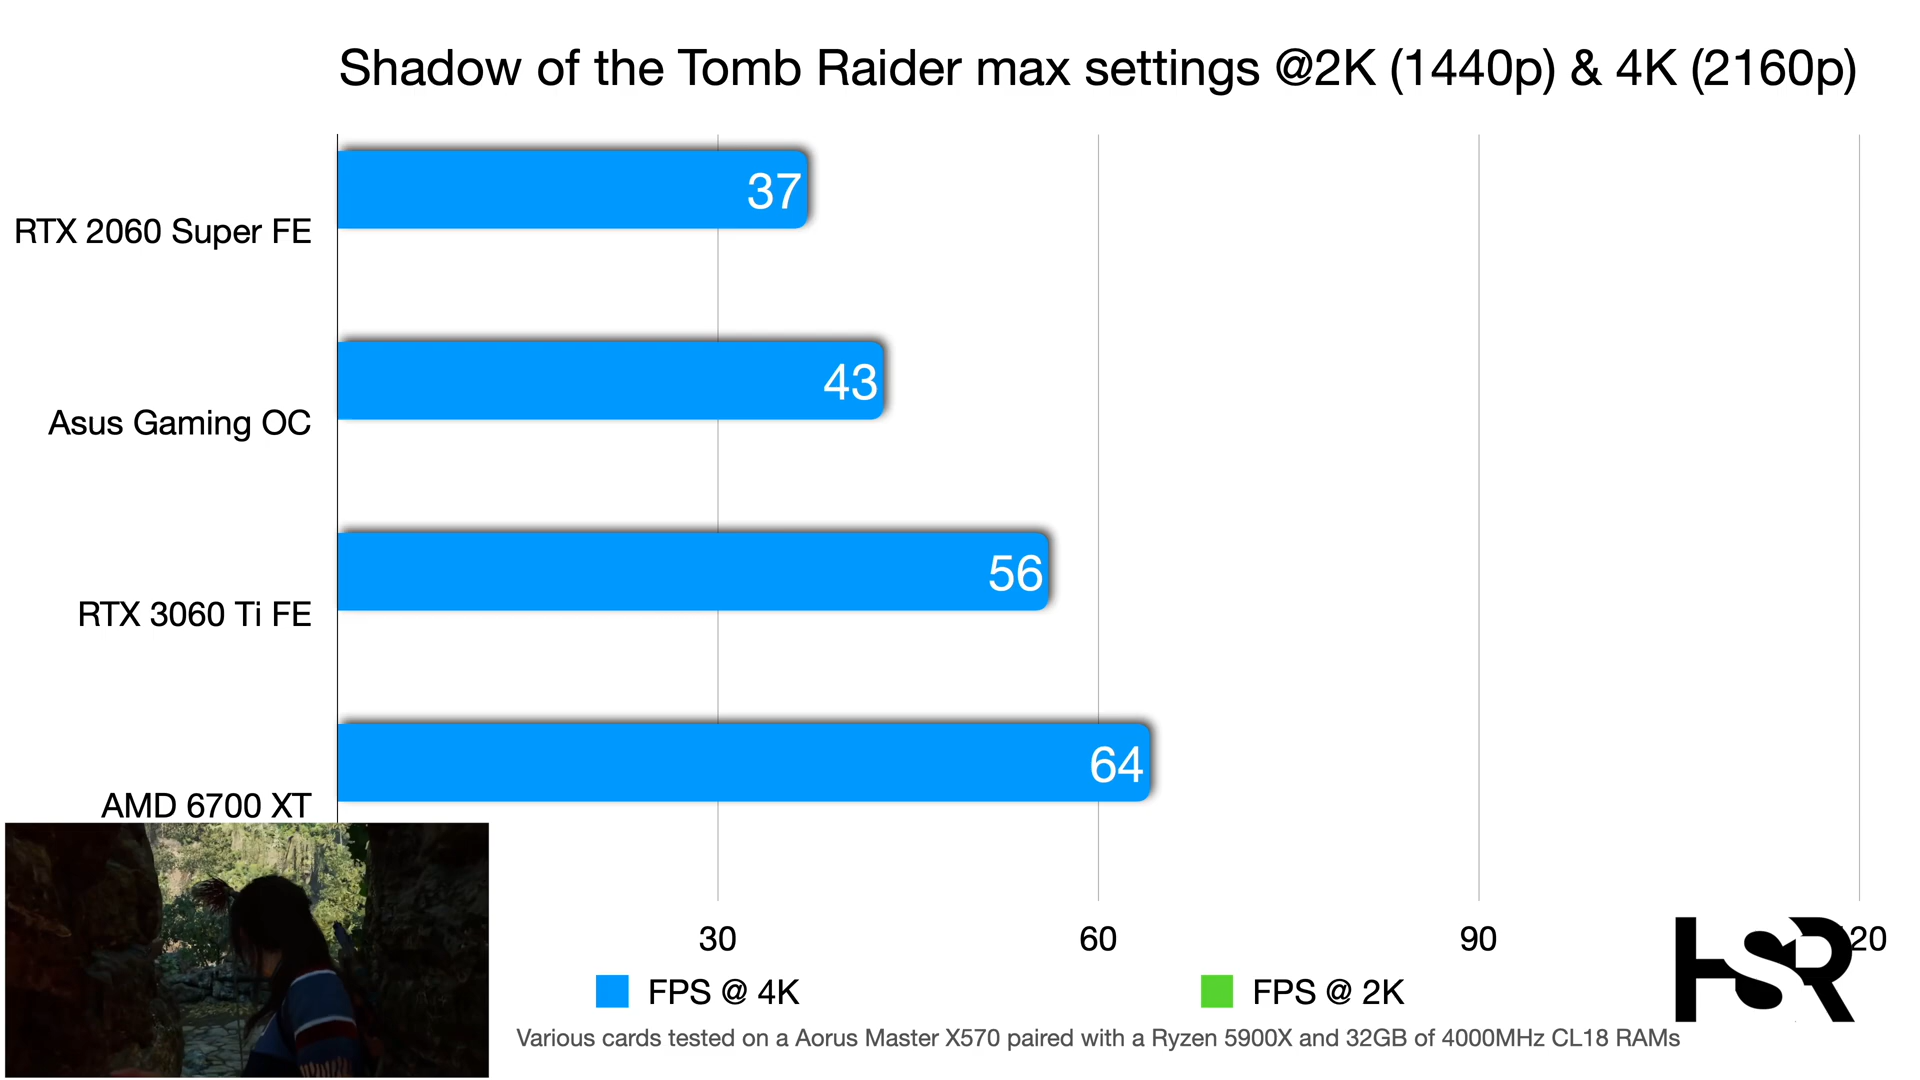 Shadow of the Tomb Raider max settings @2K (1440p) & 4K (2160p)
RTX 2060 Super FE
37
Asus Gaming OC
43
RTX 3060 Ti FE
56
AMD 6700 XT
64
30
60
90
20
HSR
FPS @ 4K
FPS @ 2K
Various cards tested on a Aorus Master X570 paired with a Ryzen 5900X and 32GB of 4000MHz CL18 RAMs